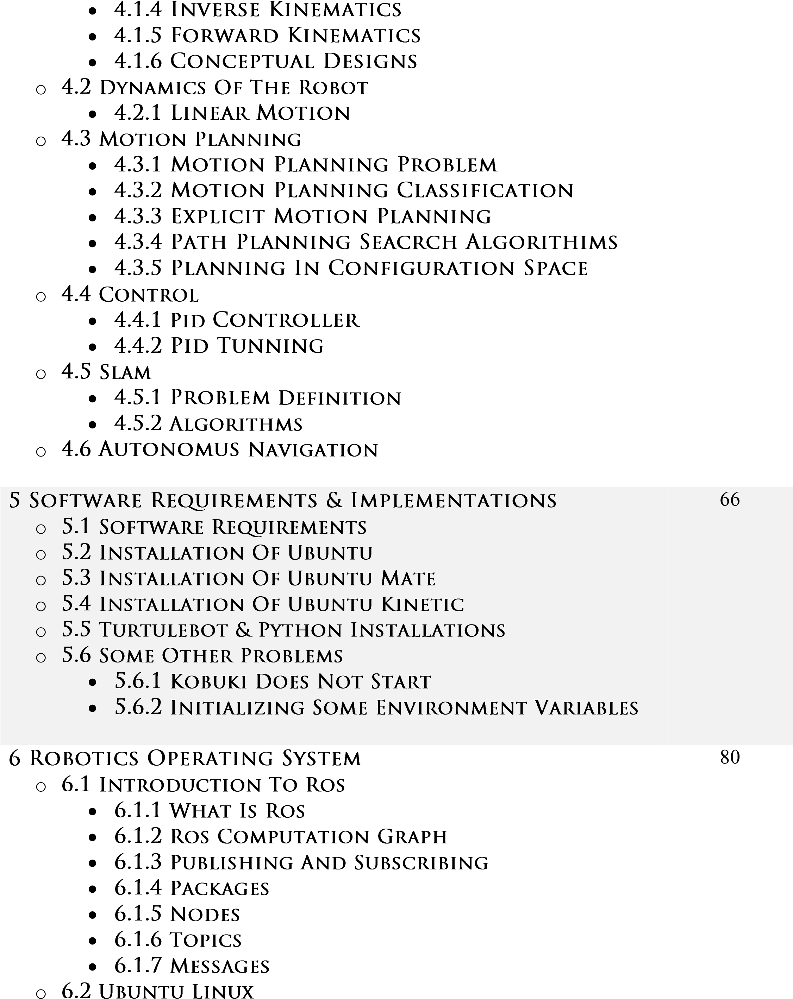 • 4.1.4 Inverse Kinematics
• 4.1.5 Forward Kinematics
• 4.1.6 Conceptual Designs
○ 4.2 Dynamics Of The Robot
• 4.2.1 Linear Motion
○ 4.3 Motion Planning
• 4.3.1 Motion Planning Problem
• 4.3.2 Motion Planning Classification
• 4.3.3 Explicit Motion Planning
• 4.3.4 Path Planning Seacrch Algorithims
• 4.3.5 Planning In Configuration Space
○ 4.4 Control
• 4.4.1 Pid Controller
• 4.4.2 Pid Tunning
○ 4.5 Slam
• 4.5.1 Problem Definition
• 4.5.2 Algorithms
○ 4.6 Autonomus Navigation
5 Software Requirements & Implementations 66
○ 5.1 Software Requirements
○ 5.2 Installation Of Ubuntu
○ 5.3 Installation Of Ubuntu Mate
○ 5.4 Installation Of Ubuntu Kinetic
○ 5.5 Turtulebot & Python Installations
○ 5.6 Some Other Problems
• 5.6.1 Kobuki Does Not Start
• 5.6.2 Initializing Some Environment Variables
6 Robotics Operating System 80
○ 6.1 Introduction To Ros
• 6.1.1 What Is Ros
• 6.1.2 Ros Computation Graph
• 6.1.3 Publishing And Subscribing
• 6.1.4 Packages
• 6.1.5 Nodes
• 6.1.6 Topics
• 6.1.7 Messages
○ 6.2 Ubuntu Linux